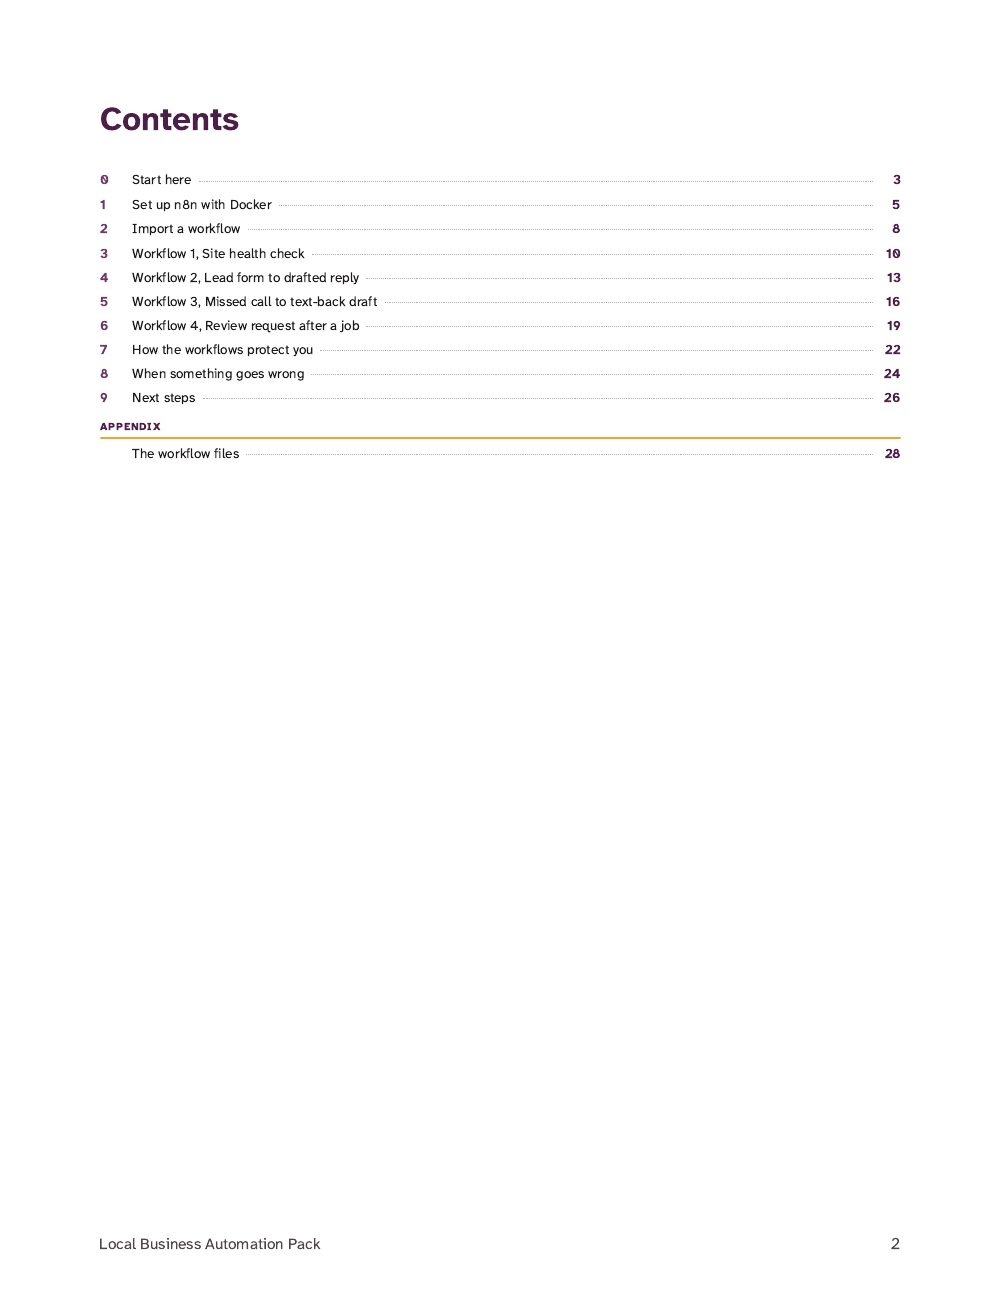 Contents
0 Start here 3
1 Set up n8n with Docker 5
2 Import a workflow 8
3 Workflow 1, Site health check 10
4 Workflow 2, Lead form to drafted reply 13
5 Workflow 3, Missed call to text-back draft 16
6 Workflow 4, Review request after a job 19
7 How the workflows protect you 22
8 When something goes wrong 24
9 Next steps 26
APPENDIX
The workflow files 28
Local Business Automation Pack 2